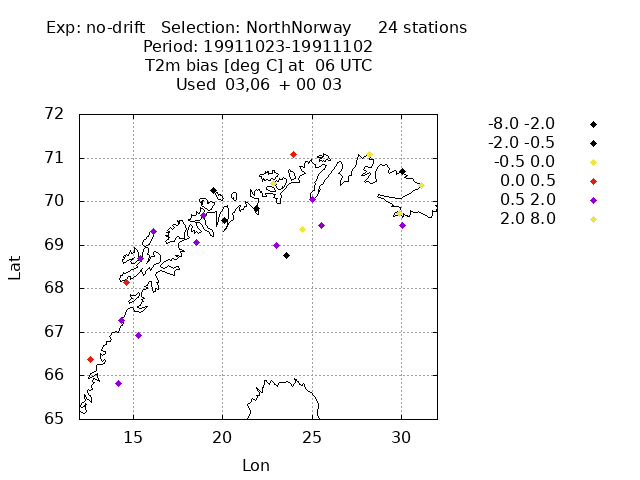 Exp: no-drift Selection: NorthNorway 24 stations
Period: 19911023-19911102
T2m bias [deg C] at 06 UTC
Used 03,06 + 00 03
72
71
70
69
68
67
66
65
15 20 25 30
Lat
Lon
-8.0 -2.0
-2.0 -0.5
-0.5 0.0
0.0 0.5
0.5 2.0
2.0 8.0